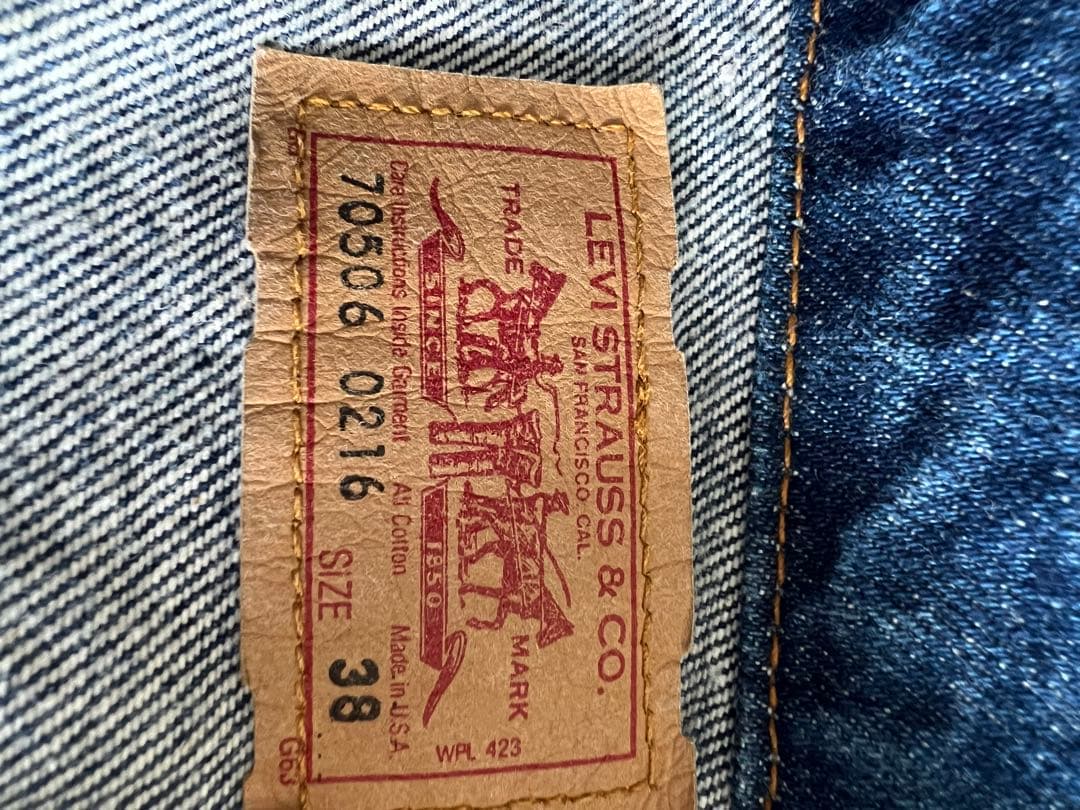 LEVI STRAUSS & CO.
SAN FRANCISCO CAL.
TRADE MARK
SINCE 1850
WPL 423
Care Instructions Inside Garment All Cotton Made in U.S.A.
70506 0216 SIZE 38